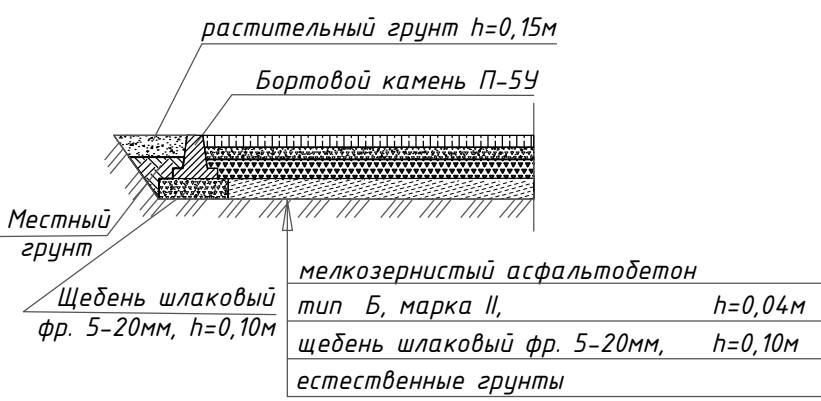 растительный грунт h=0,15м
Бортовой камень П-5У
Местный
грунт
Щебень шлаковый
фр. 5-20мм, h=0,10м
мелкозернистый асфальтобетон
тип Б, марка II, h=0,04м
щебень шлаковый фр. 5-20мм, h=0,10м
естественные грунты